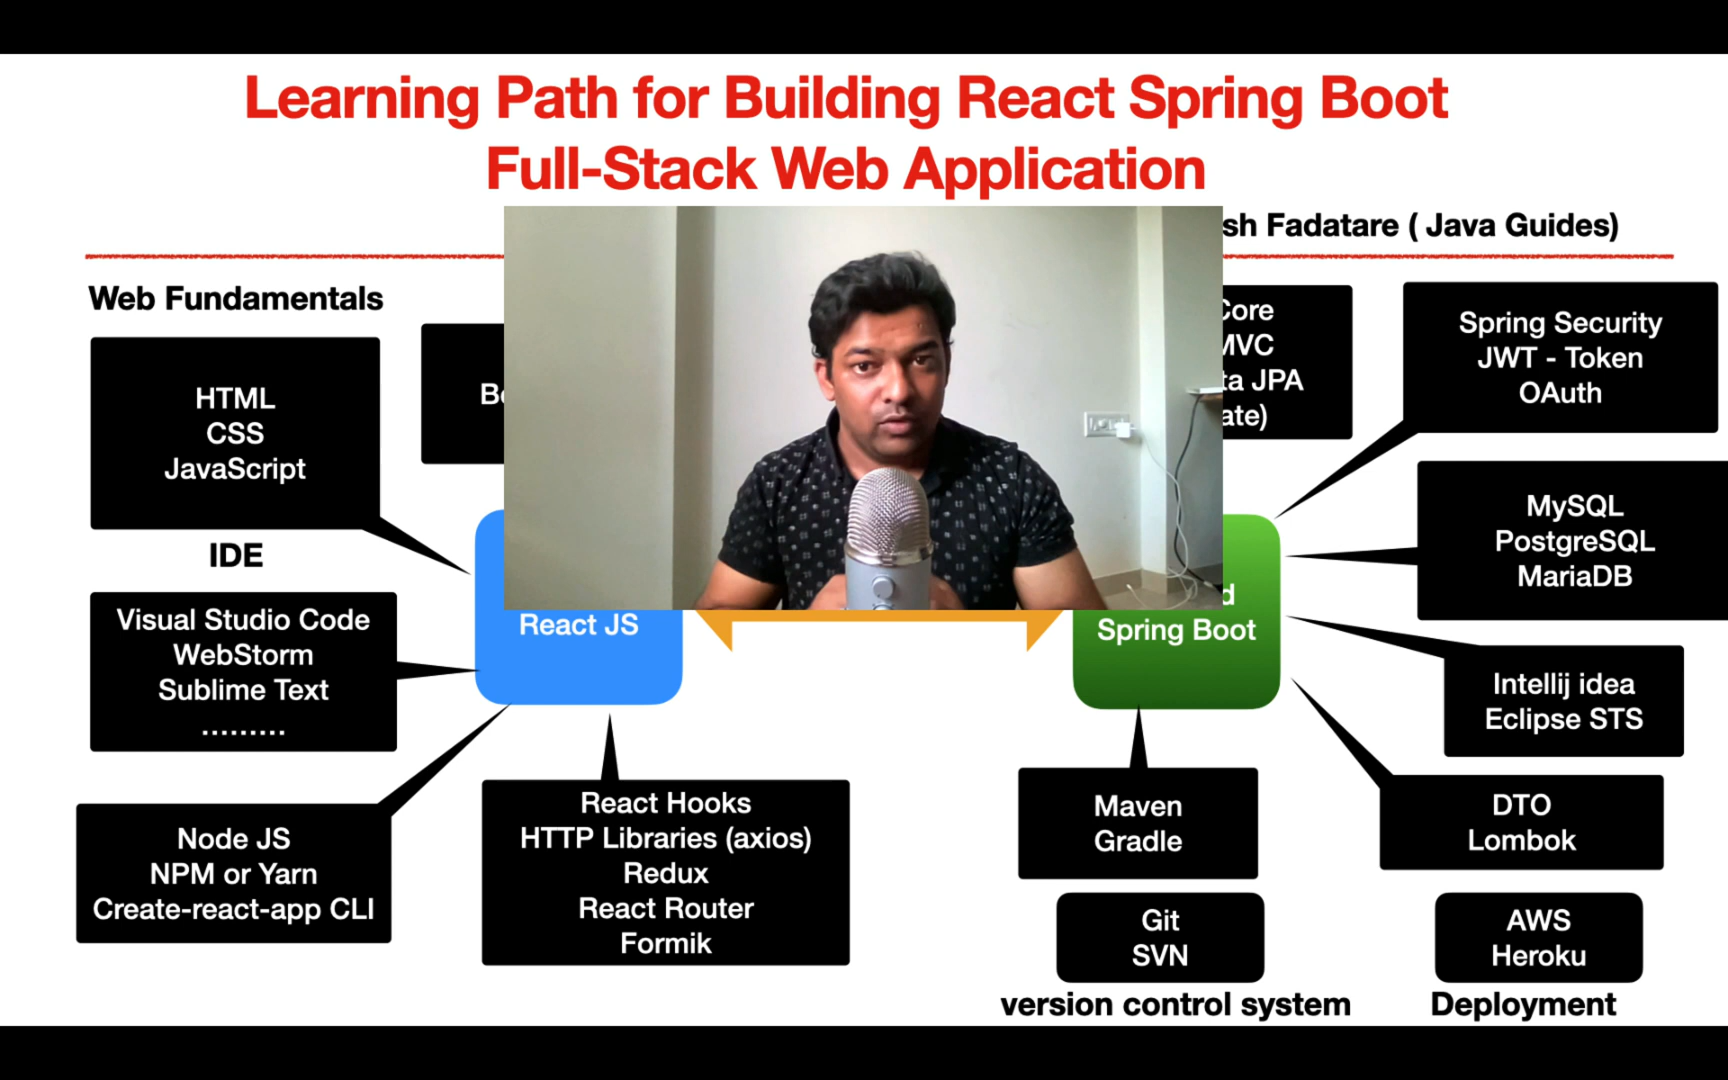 Learning Path for Building React Spring Boot
Full-Stack Web Application
Fadatare ( Java Guides)
Web Fundamentals
HTML
CSS
JavaScript
IDE
Visual Studio Code
WebStorm
Sublime Text
.........
Node JS
NPM or Yarn
Create-react-app CLI
React JS
React Hooks
HTTP Libraries (axios)
Redux
React Router
Formik
Core
MVC
JPA
Spring Security
JWT - Token
OAuth
MySQL
PostgreSQL
MariaDB
Spring Boot
Intellij idea
Eclipse STS
Maven
Gradle
DTO
Lombok
Git
SVN
version control system
AWS
Heroku
Deployment